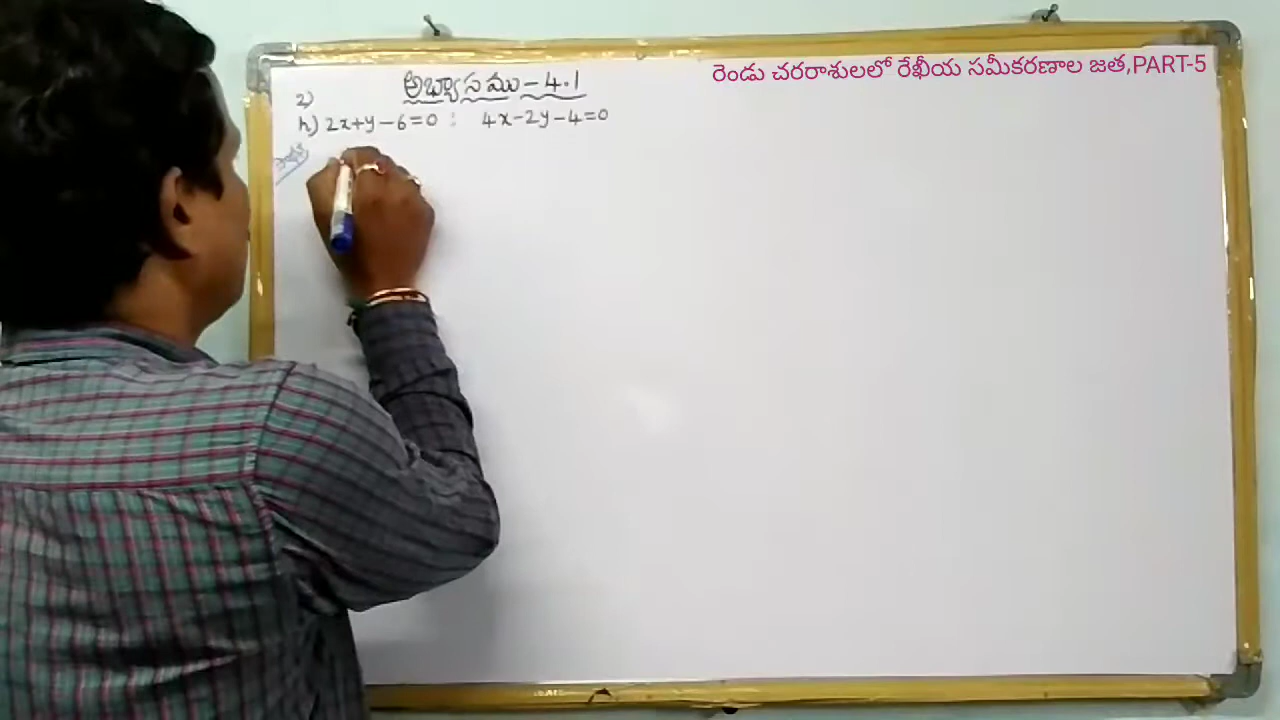 రెండు చరరాశులలో రేఖీయ సమీకరణాల జత,PART-5
అభ్యాసము - 4.1
2)
h) 2x+y-6=0 : 4x-2y-4=0